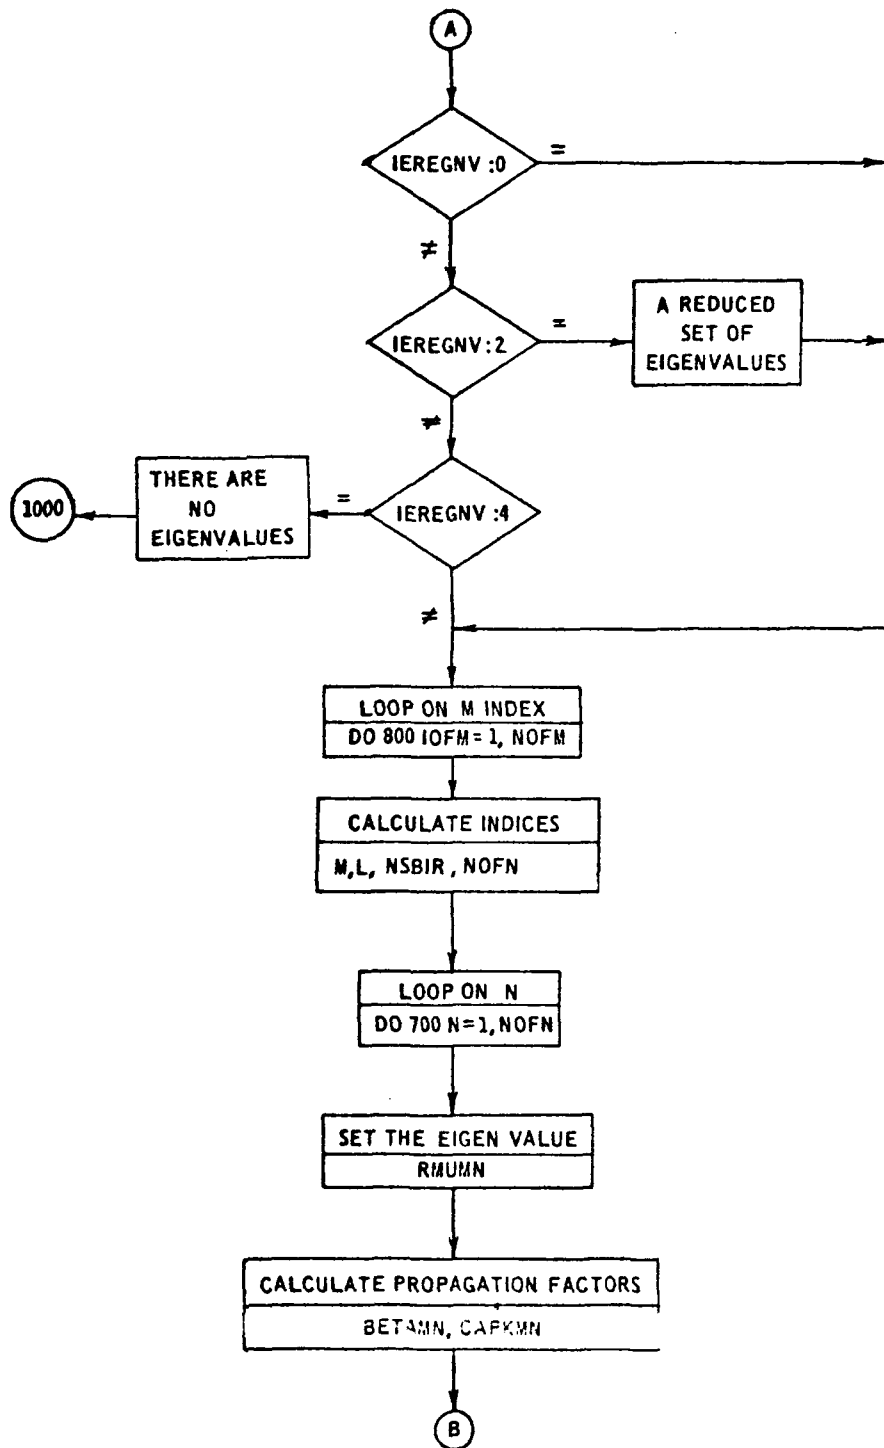 A
IEREGNV :0
=
≠
IEREGNV :2
=
A REDUCED
SET OF
EIGENVALUES
≠
IEREGNV :4
=
THERE ARE
NO
EIGENVALUES
1000
≠
LOOP ON M INDEX
DO 800 IOFM = 1, NOFM
CALCULATE INDICES
M,L, NSBIR , NOFN
LOOP ON N
DO 700 N=1, NOFN
SET THE EIGEN VALUE
RMUMN
CALCULATE PROPAGATION FACTORS
BETAMN, CAPKMN
B